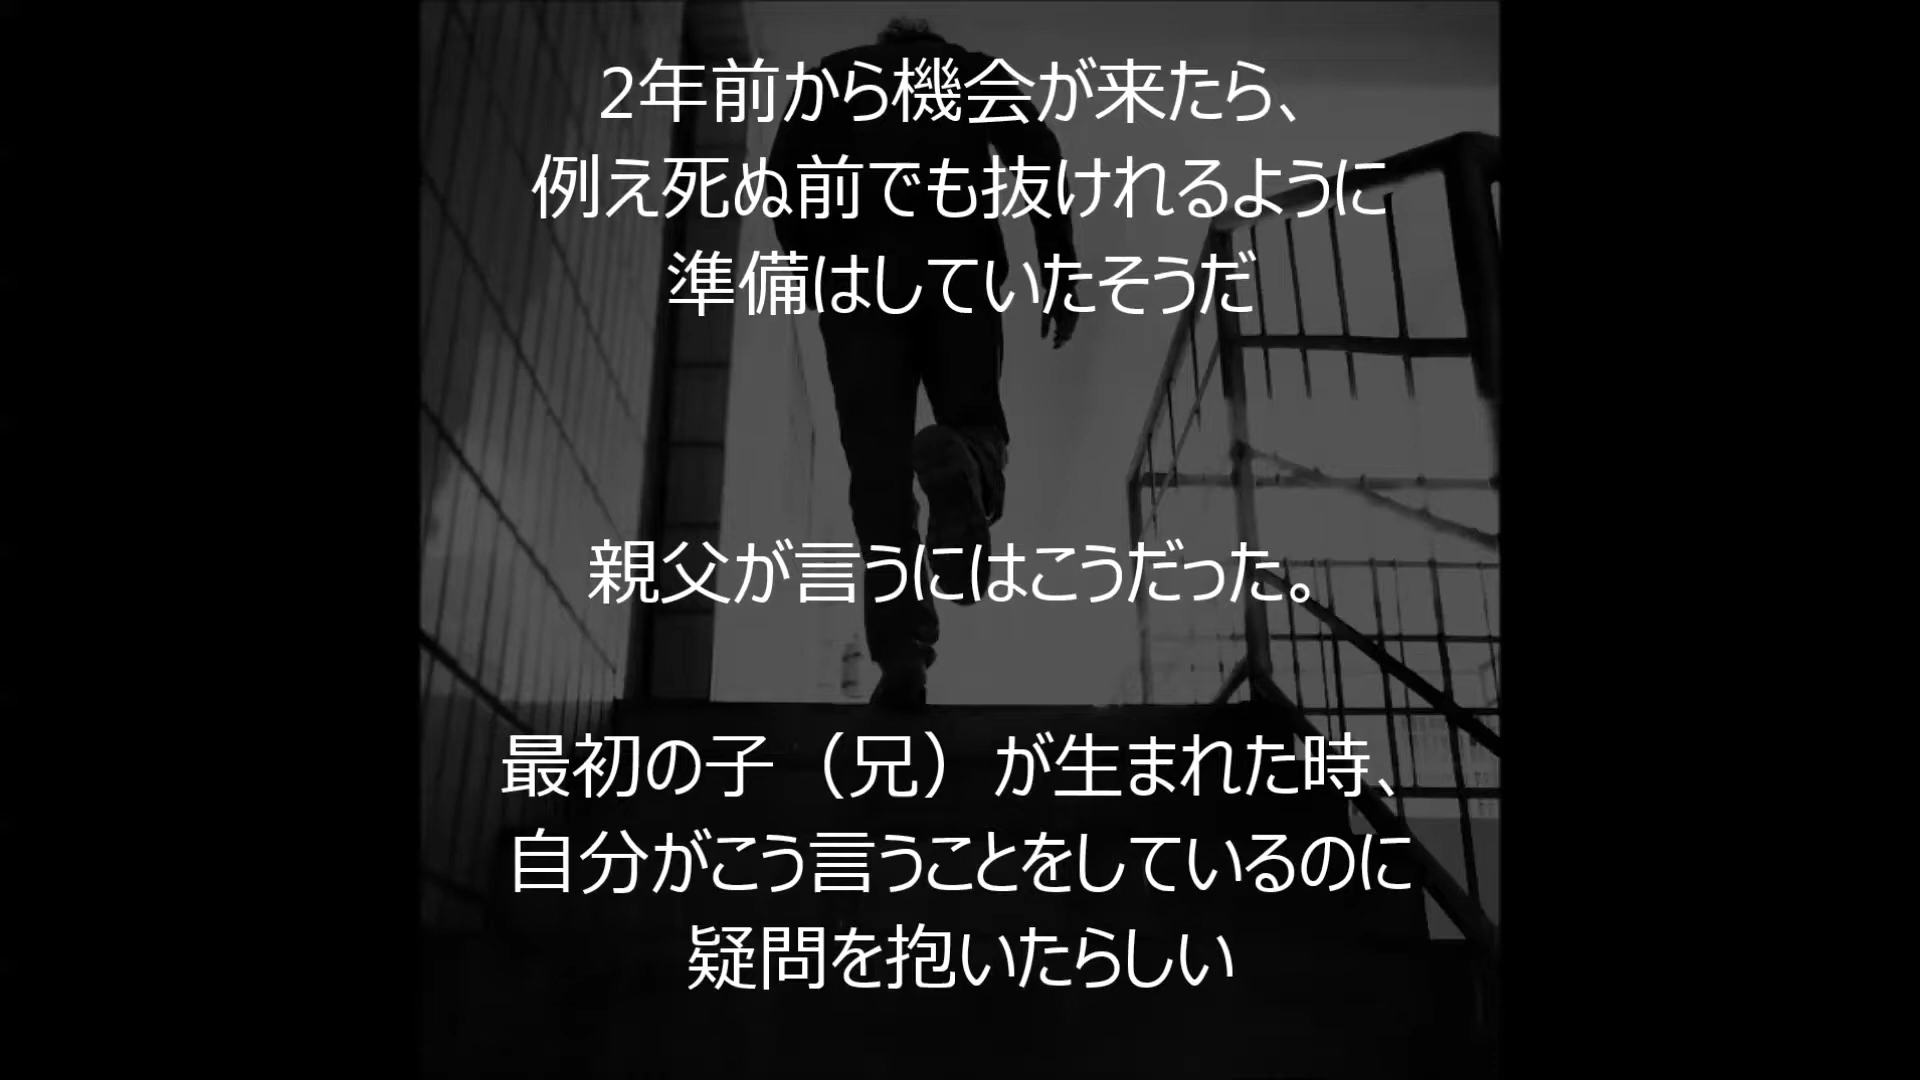 2年前から機会が来たら、
例え死ぬ前でも抜けれるように
準備はしていたそうだ
親父が言うにはこうだった。
最初の子（兄）が生まれた時、
自分がこう言うことをしているのに
疑問を抱いたらしい